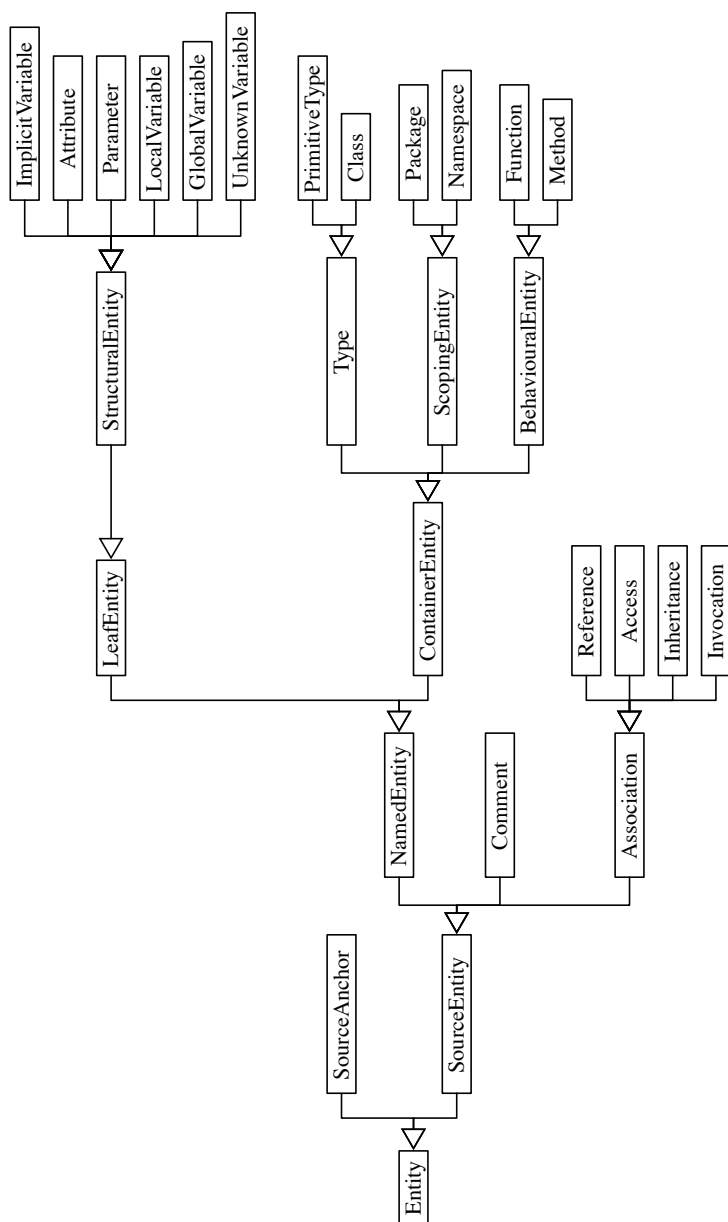 Entity
SourceAnchor
SourceEntity
NamedEntity
Comment
Association
LeafEntity
ContainerEntity
Reference
Access
Inheritance
Invocation
StructuralEntity
Type
ScopingEntity
BehaviouralEntity
ImplicitVariable
Attribute
Parameter
LocalVariable
GlobalVariable
UnknownVariable
PrimitiveType
Class
Package
Namespace
Function
Method